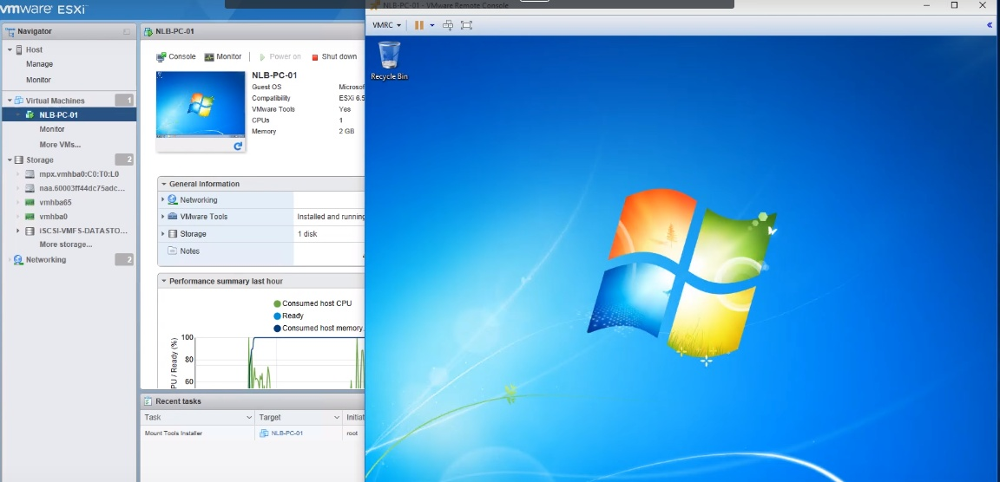 vmware ESXi
NLB-PC-01 - VMware Remote Console
VMRC
Navigator
Host
Manage
Monitor
Virtual Machines 1
NLB-PC-01
Monitor
More VMs...
Storage 2
mpx.vmhba0:C0:T0:L0
naa.60003ff44dc75adc...
vmhba65
vmhba0
iSCSI-VMFS-DATASTO...
More storage...
Networking 2
NLB-PC-01
Console Monitor Power on Shut down
NLB-PC-01
Guest OS Microsof
Compatibility ESXi 6.5
VMware Tools Yes
CPUs 1
Memory 2 GB
General Information
Networking
VMware Tools Installed and running
Storage 1 disk
Notes
Performance summary last hour
Consumed host CPU
Ready
Consumed host memory
PU / Ready (%)
100
80
60
Recent tasks
Task Target Initiat
Mount Tools Installer NLB-PC-01 root
Recycle Bin